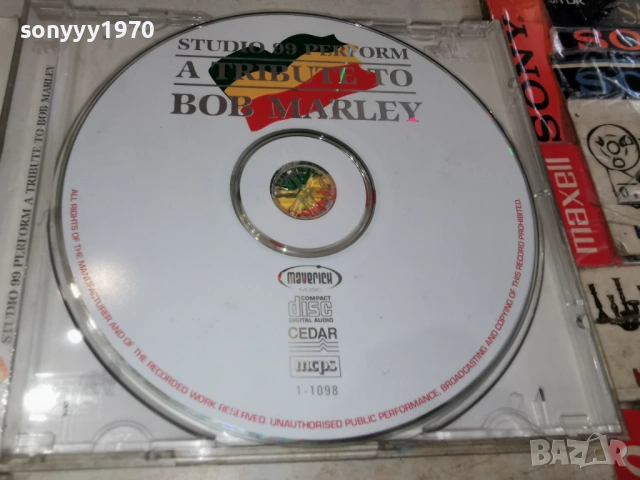 sonyyy1970
STUDIO 99 PERFORM
A TRIBUTE TO
BOB MARLEY
STUDIO 99 PERFORM A TRIBUTE TO BOB MARLEY
maverick
MUSIC
COMPACT
disc
DIGITAL AUDIO
CEDAR
mcps
1-1098
ALL RIGHTS OF THE MANUFACTURER AND OF THE RECORDED WORK RESERVED. UNAUTHORISED PUBLIC PERFORMANCE, BROADCASTING AND COPYING OF THIS RECORD PROHIBITED.
SONY
maxell
BAZAR